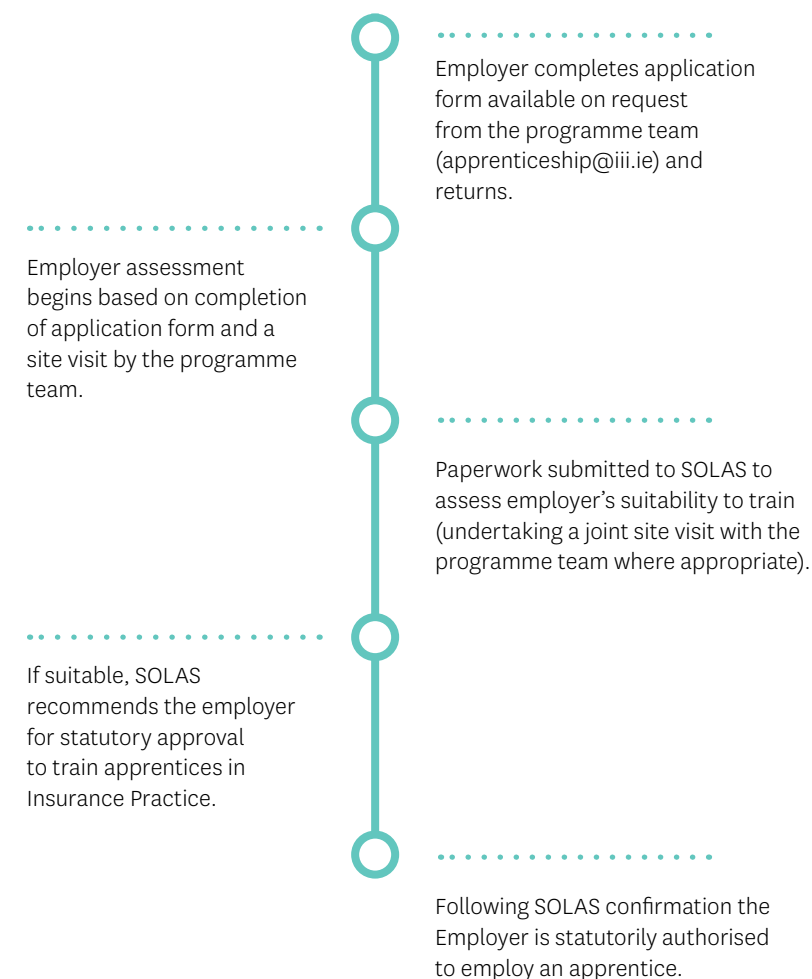 Employer completes application
form available on request
from the programme team
(apprenticeship@iii.ie) and
returns.
Employer assessment
begins based on completion
of application form and a
site visit by the programme
team.
Paperwork submitted to SOLAS to
assess employer’s suitability to train
(undertaking a joint site visit with the
programme team where appropriate).
If suitable, SOLAS
recommends the employer
for statutory approval
to train apprentices in
Insurance Practice.
Following SOLAS confirmation the
Employer is statutorily authorised
to employ an apprentice.